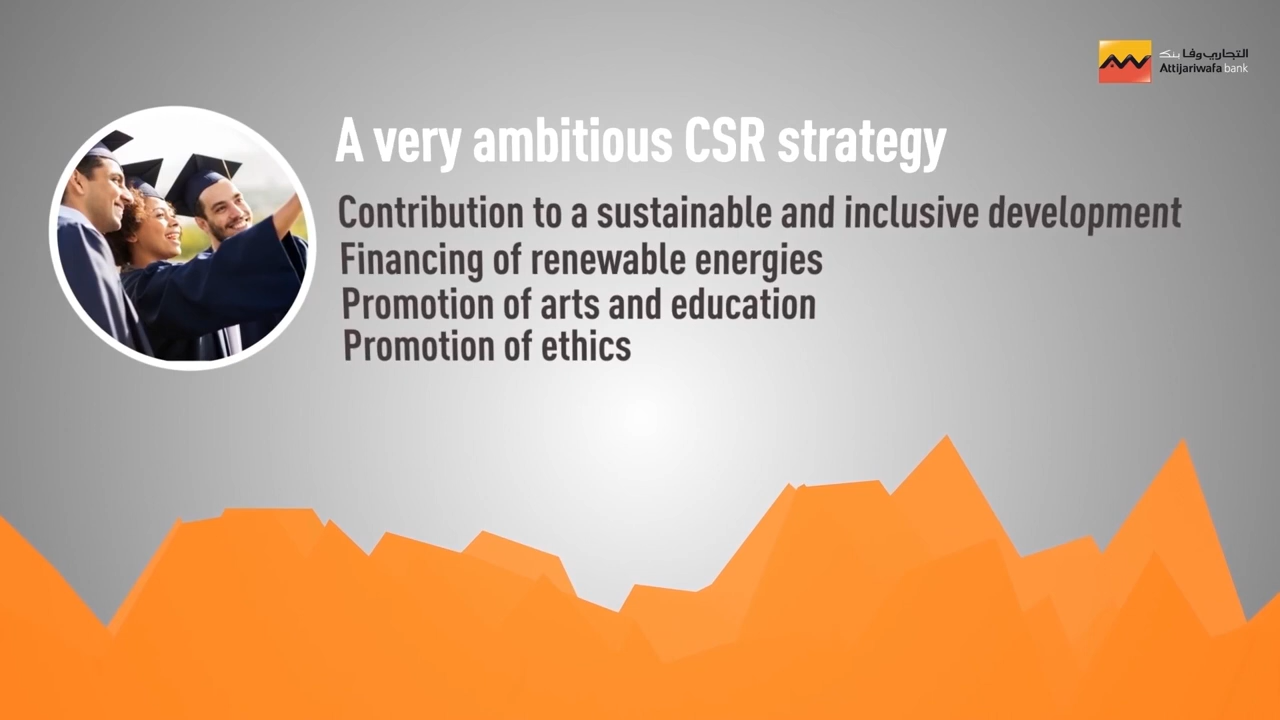 التجاري وفا بنك
Attijariwafa bank
A very ambitious CSR strategy
Contribution to a sustainable and inclusive development
Financing of renewable energies
Promotion of arts and education
Promotion of ethics